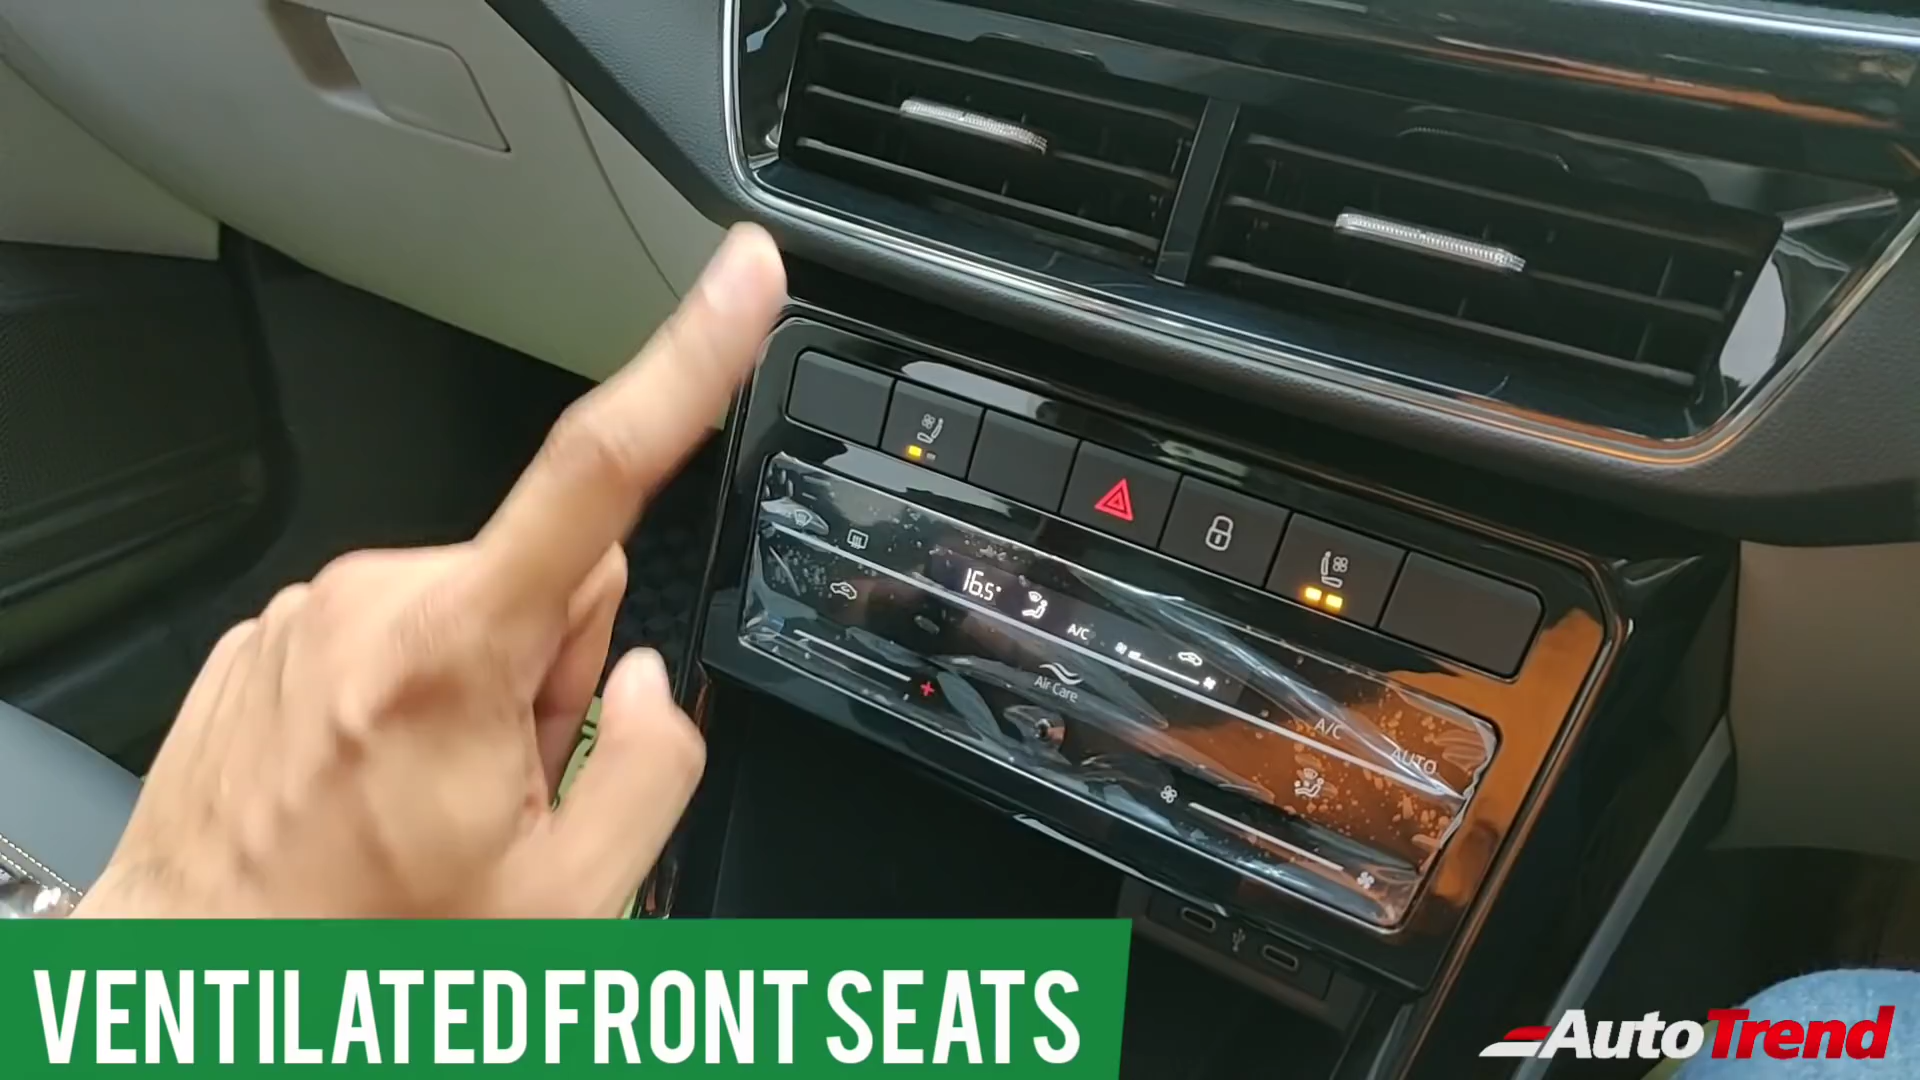 16.5°
A/C
Air Care
A/C
AUTO
VENTILATED FRONT SEATS
AutoTrend